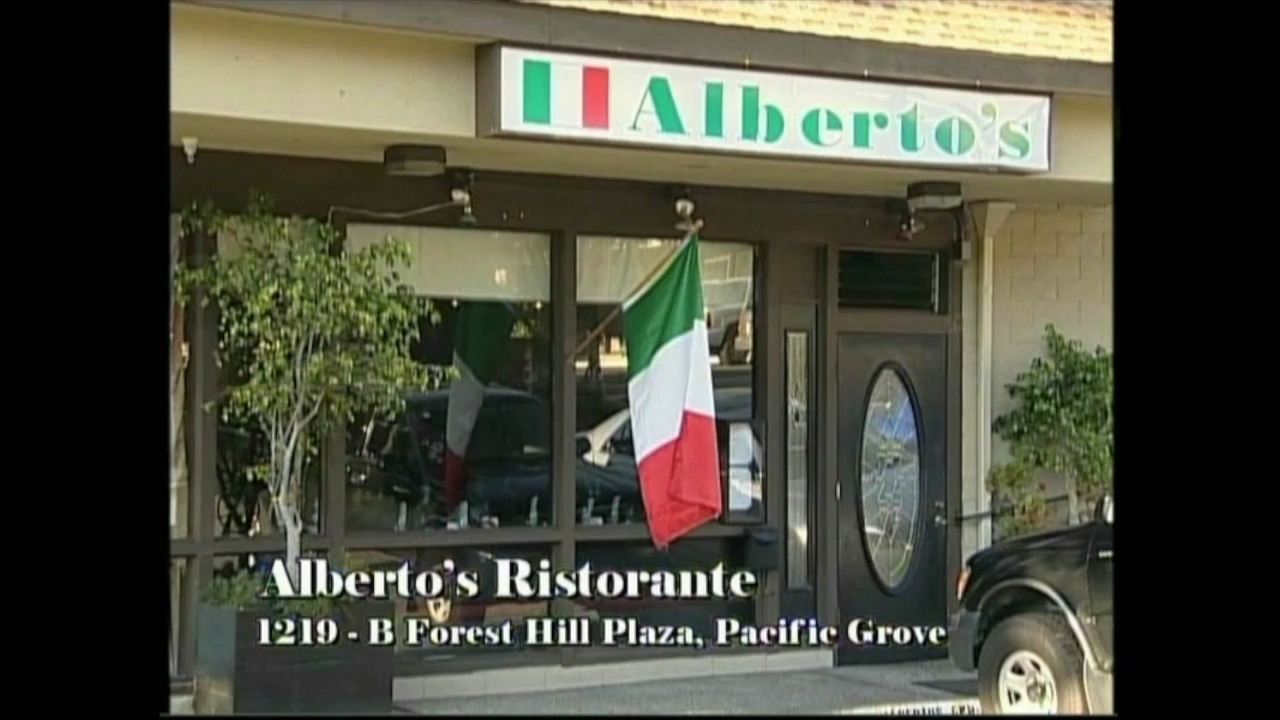 Alberto's
Alberto's Ristorante
1219 - B Forest Hill Plaza, Pacific Grove